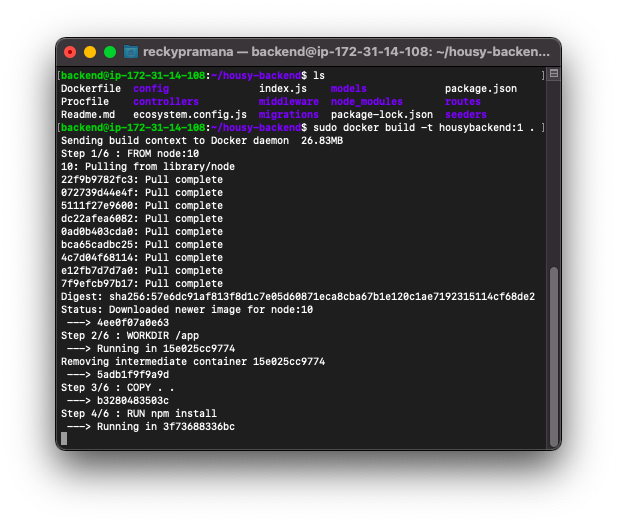 reckypramana — backend@ip-172-31-14-108: ~/housy-backen...
[backend@ip-172-31-14-108:~/housy-backend$ ls ]
Dockerfile config index.js models package.json
Procfile controllers middleware node_modules routes
Readme.md ecosystem.config.js migrations package-lock.json seeders
[backend@ip-172-31-14-108:~/housy-backend$ sudo docker build -t housybackend:1 . ]
Sending build context to Docker daemon 26.83MB
Step 1/6 : FROM node:10
10: Pulling from library/node
22f9b9782fc3: Pull complete
072739d44e4f: Pull complete
5111f27e9600: Pull complete
dc22afea6082: Pull complete
0ad0b403cda0: Pull complete
bca65cadbc25: Pull complete
4c7d04f68114: Pull complete
e12fb7d7d7a0: Pull complete
7f9efcb97b17: Pull complete
Digest: sha256:57e6dc91af813f8d1c7e05d60871eca8cba67b1e120c1ae7192315114cf68de2
Status: Downloaded newer image for node:10
---> 4ee0f07a0e63
Step 2/6 : WORKDIR /app
---> Running in 15e025cc9774
Removing intermediate container 15e025cc9774
---> 5adb1f9f9a9d
Step 3/6 : COPY . .
---> b3280483503c
Step 4/6 : RUN npm install
---> Running in 3f73688336bc